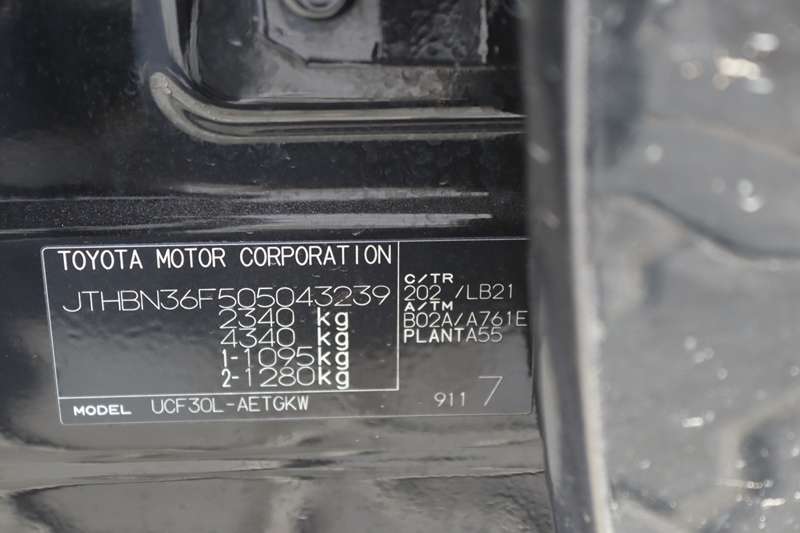 TOYOTA MOTOR CORPORATION
JTHBN36F505043239
2340 kg
4340 kg
1-1095kg
2-1280kg
C/TR
202 /LB21
A/TM
B02A/A761E
PLANTA55
MODEL UCF30L-AETGKW
911 7